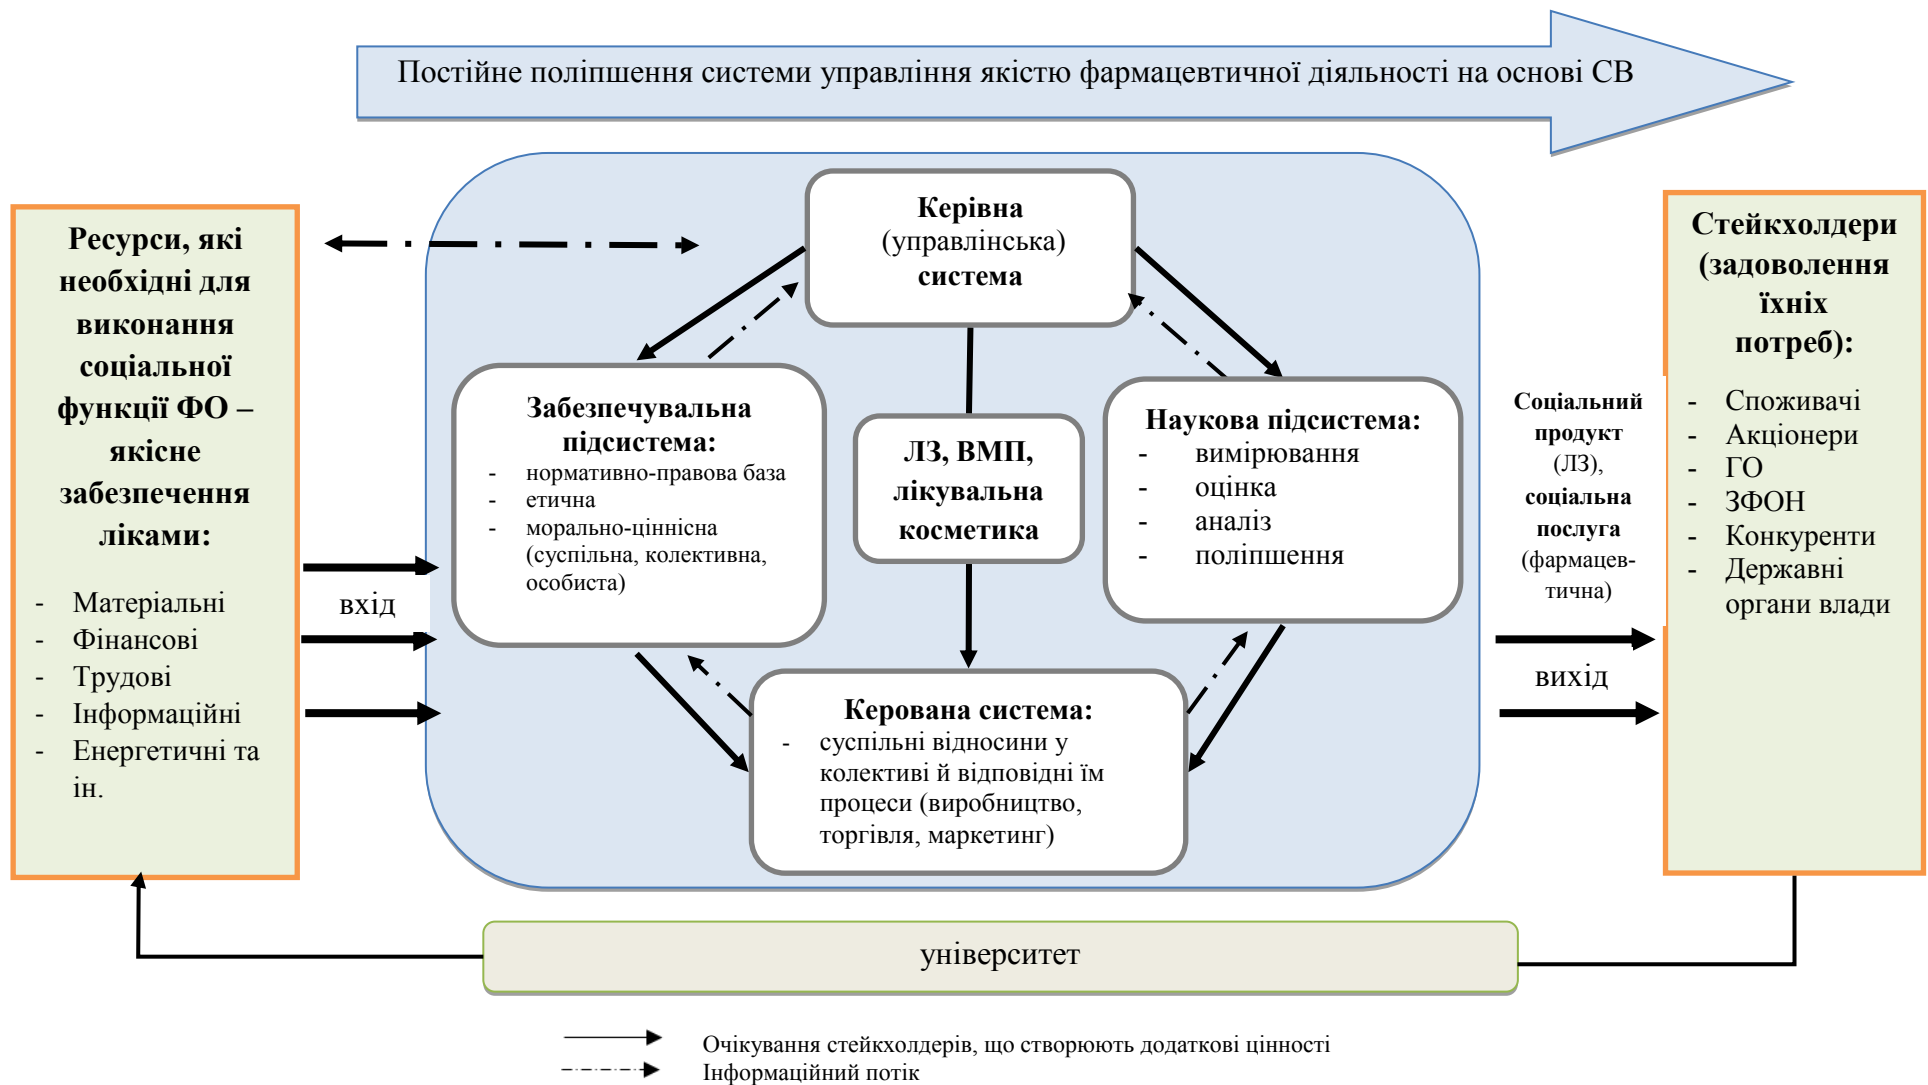 Постійне поліпшення системи управління якістю фармацевтичної діяльності на основі СВ
Ресурси, які
необхідні для
виконання
соціальної
функції ФО –
якісне
забезпечення
ліками:
- Матеріальні
- Фінансові
- Трудові
- Інформаційні
- Енергетичні та
ін.
вхід
Керівна
(управлінська)
система
Забезпечувальна
підсистема:
- нормативно-правова база
- етична
- морально-ціннісна
(суспільна, колективна,
особиста)
ЛЗ, ВМП,
лікувальна
косметика
Наукова підсистема:
- вимірювання
- оцінка
- аналіз
- поліпшення
Керована система:
- суспільні відносини у
колективі й відповідні їм
процеси (виробництво,
торгівля, маркетинг)
Соціальний
продукт
(ЛЗ),
соціальна
послуга
(фармацев-
тична)
вихід
Стейкхолдери
(задоволення
їхніх
потреб):
- Споживачі
- Акціонери
- ГО
- ЗФОН
- Конкуренти
- Державні
органи влади
університет
Очікування стейкхолдерів, що створюють додаткові цінності
Інформаційний потік